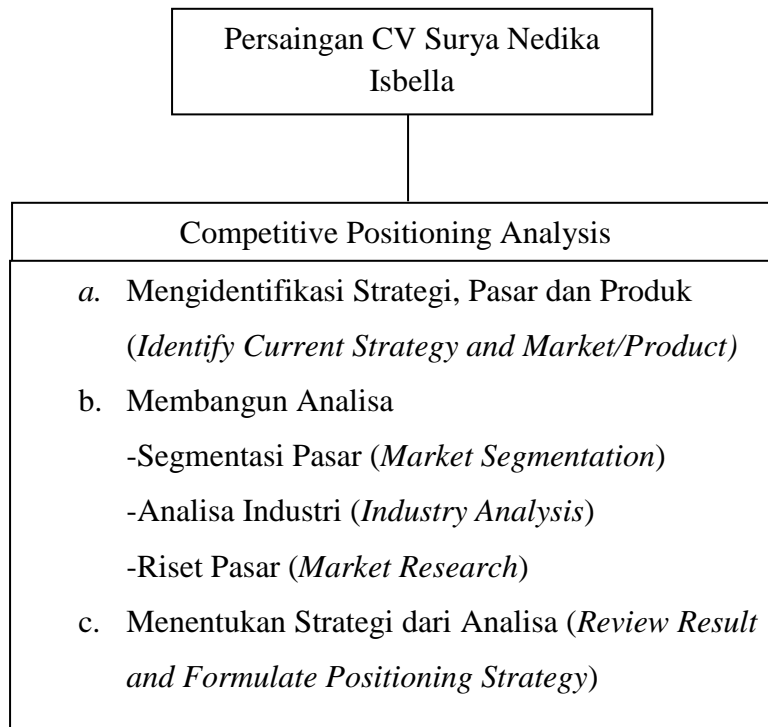 Persaingan CV Surya Nedika
Isbella
Competitive Positioning Analysis
a. Mengidentifikasi Strategi, Pasar dan Produk
(Identify Current Strategy and Market/Product)
b. Membangun Analisa
-Segmentasi Pasar (Market Segmentation)
-Analisa Industri (Industry Analysis)
-Riset Pasar (Market Research)
c. Menentukan Strategi dari Analisa (Review Result
and Formulate Positioning Strategy)